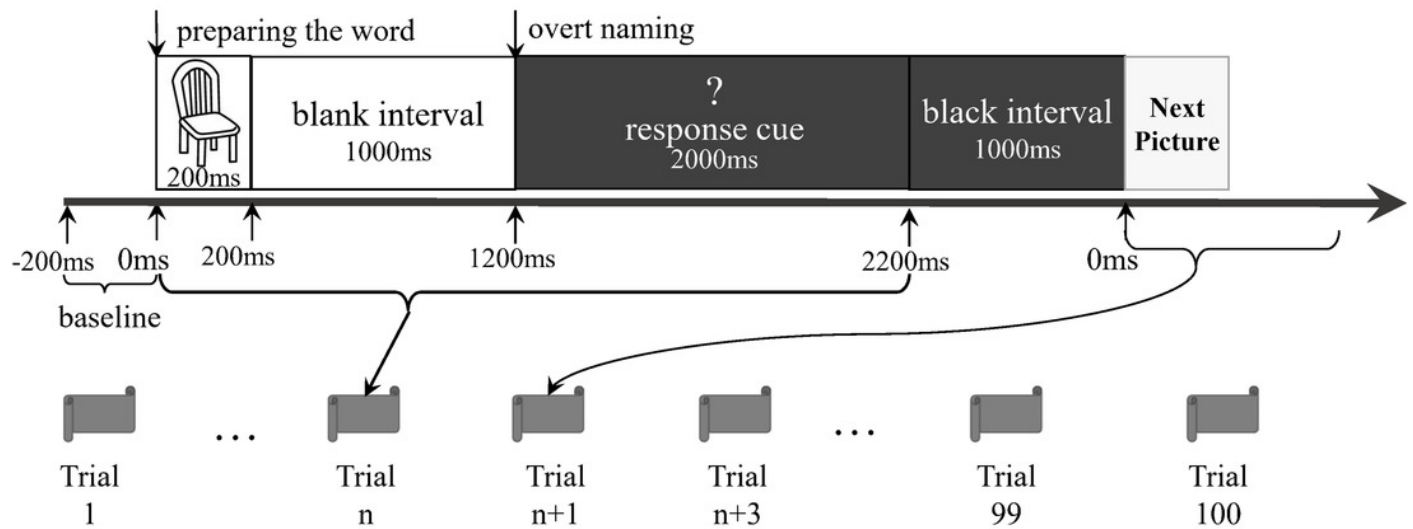 preparing the word
overt naming
200ms
blank interval
1000ms
?
response cue
2000ms
black interval
1000ms
Next
Picture
-200ms
0ms
200ms
1200ms
2200ms
0ms
baseline
... ...
Trial
1
Trial
n
Trial
n+1
Trial
n+3
Trial
99
Trial
100